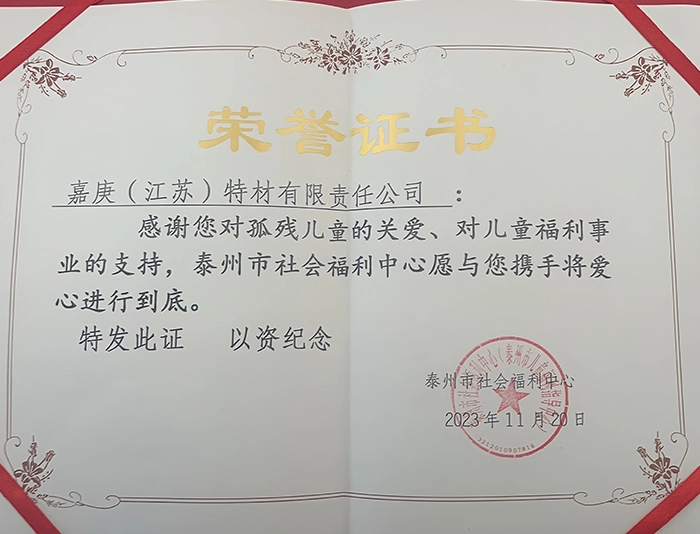 荣誉证书
嘉庚（江苏）特材有限责任公司 ：
感谢您对孤残儿童的关爱、对儿童福利事
业的支持，泰州市社会福利中心愿与您携手将爱
心进行到底。
特发此证 以资纪念
泰州市社会福利中心
2023年11月20日
3212010907816